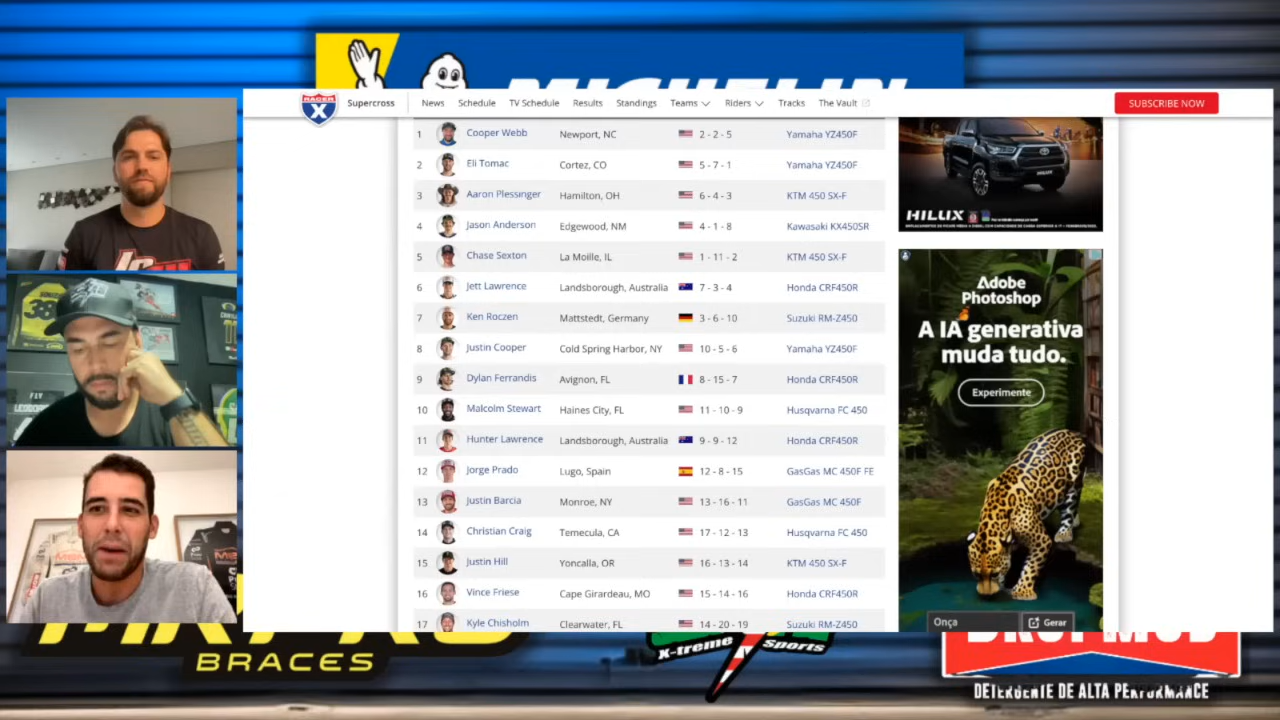 MICHELIN
RACER
X
Supercross
News
Schedule
TV Schedule
Results
Standings
Teams
Riders
Tracks
The Vault
SUBSCRIBE NOW
1 Cooper Webb Newport, NC 2 - 2 - 5 Yamaha YZ450F
2 Eli Tomac Cortez, CO 5 - 7 - 1 Yamaha YZ450F
3 Aaron Plessinger Hamilton, OH 6 - 4 - 3 KTM 450 SX-F
4 Jason Anderson Edgewood, NM 4 - 1 - 8 Kawasaki KX450SR
5 Chase Sexton La Moille, IL 1 - 11 - 2 KTM 450 SX-F
6 Jett Lawrence Landsborough, Australia 7 - 3 - 4 Honda CRF450R
7 Ken Roczen Mattstedt, Germany 3 - 6 - 10 Suzuki RM-Z450
8 Justin Cooper Cold Spring Harbor, NY 10 - 5 - 6 Yamaha YZ450F
9 Dylan Ferrandis Avignon, FL 8 - 15 - 7 Honda CRF450R
10 Malcolm Stewart Haines City, FL 11 - 10 - 9 Husqvarna FC 450
11 Hunter Lawrence Landsborough, Australia 9 - 9 - 12 Honda CRF450R
12 Jorge Prado Lugo, Spain 12 - 8 - 15 GasGas MC 450F FE
13 Justin Barcia Monroe, NY 13 - 16 - 11 GasGas MC 450F
14 Christian Craig Temecula, CA 17 - 12 - 13 Husqvarna FC 450
15 Justin Hill Yoncalla, OR 16 - 13 - 14 KTM 450 SX-F
16 Vince Friese Cape Girardeau, MO 15 - 14 - 16 Honda CRF450R
17 Kyle Chisholm Clearwater, FL 14 - 20 - 19 Suzuki RM-Z450
HILUX
Adobe
Photoshop
A IA generativa
muda tudo.
Experimente
Onça
Gerar
FLY
BRACES
X-treme
Sports
DETERGENTE DE ALTA PERFORMANCE